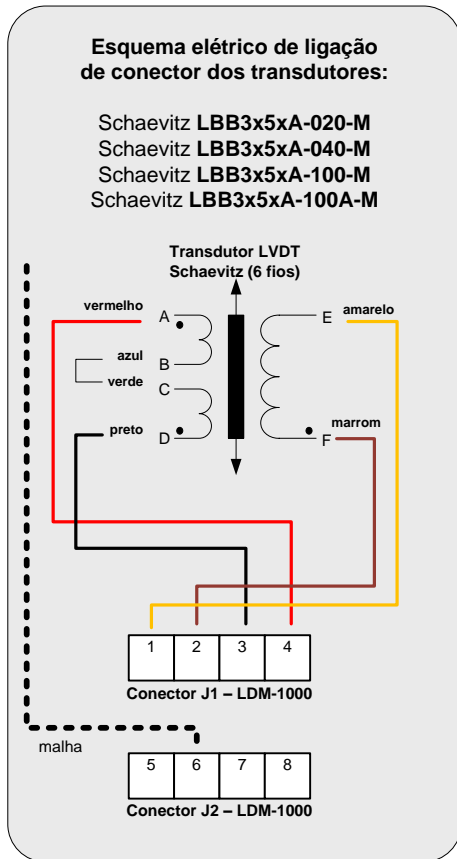 Esquema elétrico de ligação
de conector dos transdutores:
Schaevitz LBB3x5xA-020-M
Schaevitz LBB3x5xA-040-M
Schaevitz LBB3x5xA-100-M
Schaevitz LBB3x5xA-100A-M
Transdutor LVDT
Schaevitz (6 fios)
vermelho A E amarelo
azul B
verde C
preto D F marrom
1 2 3 4
Conector J1 – LDM-1000
malha
5 6 7 8
Conector J2 – LDM-1000